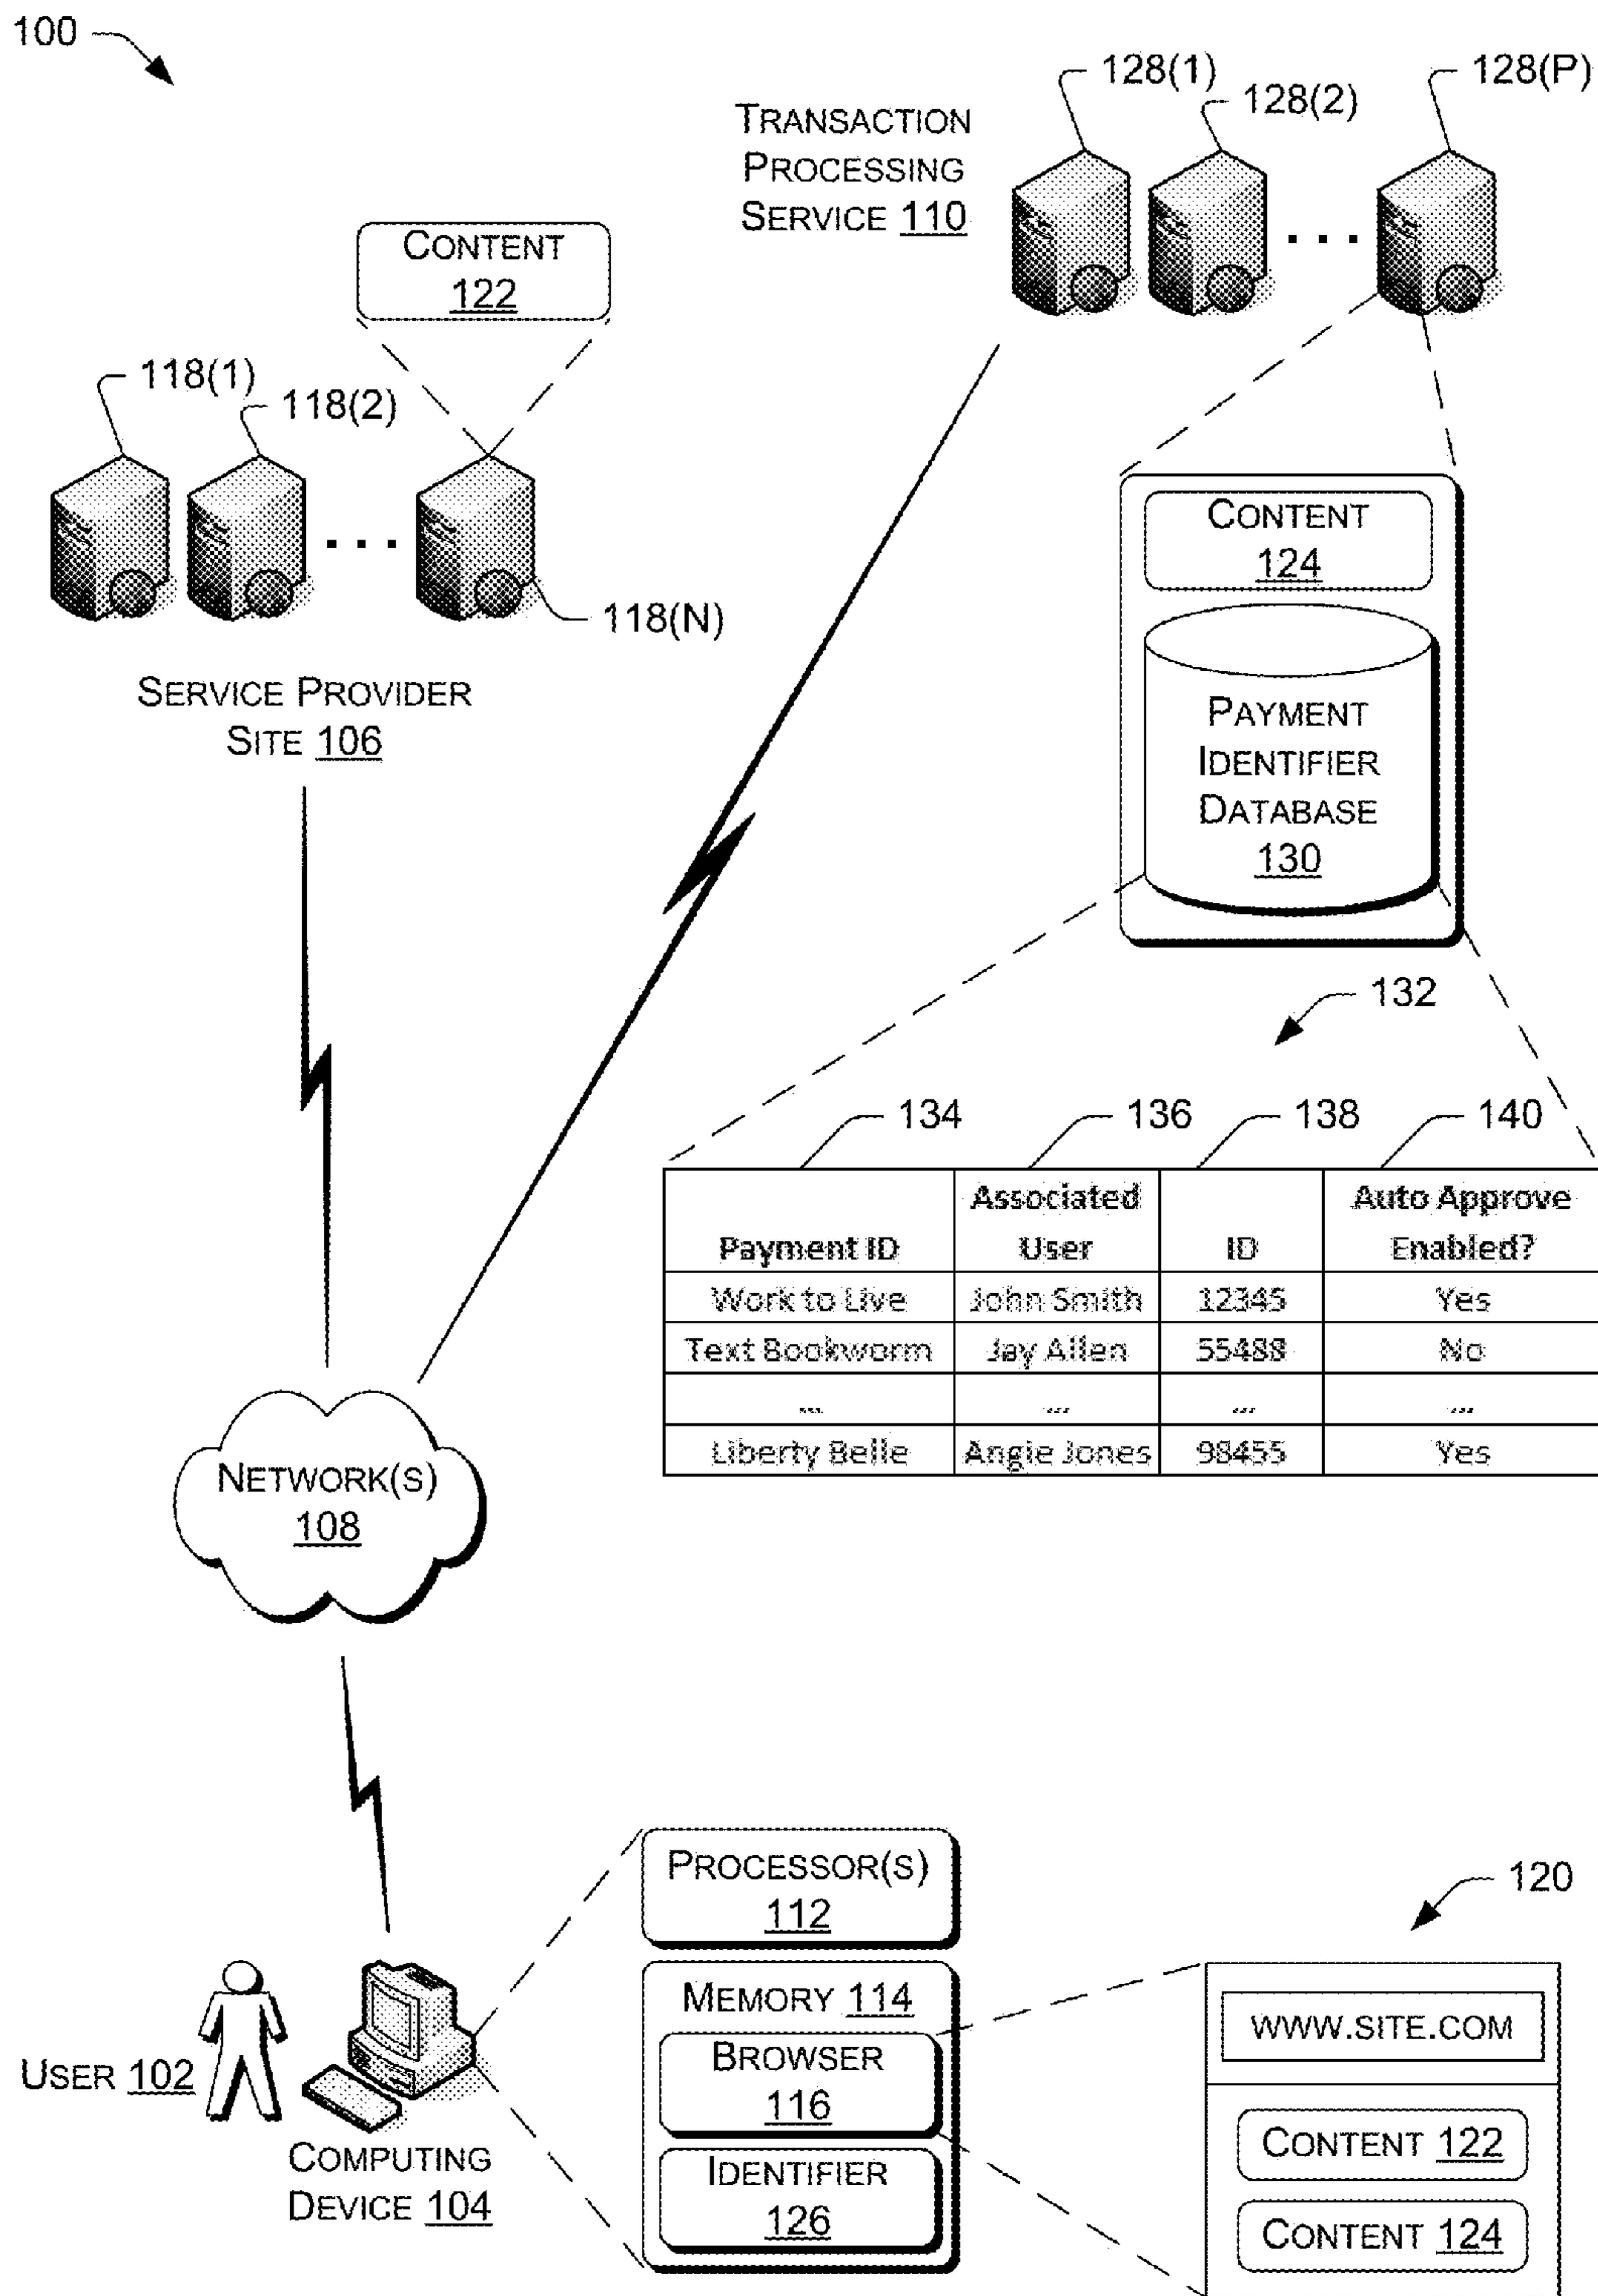 100
128(1)
128(2)
128(P)
TRANSACTION
PROCESSING
SERVICE 110
CONTENT
122
118(1)
118(2)
118(N)
SERVICE PROVIDER
SITE 106
CONTENT
124
PAYMENT
IDENTIFIER
DATABASE
130
132
134
136
138
140
Payment ID Associated User ID Auto Approve Enabled?
Work to Live John Smith 12345 Yes
Text Bookworm Jay Allen 55488 No
... ... ... ...
Liberty Belle Angie Jones 98455 Yes
NETWORK(S)
108
PROCESSOR(S)
112
MEMORY 114
BROWSER
116
IDENTIFIER
126
120
WWW.SITE.COM
CONTENT 122
CONTENT 124
USER 102
COMPUTING
DEVICE 104